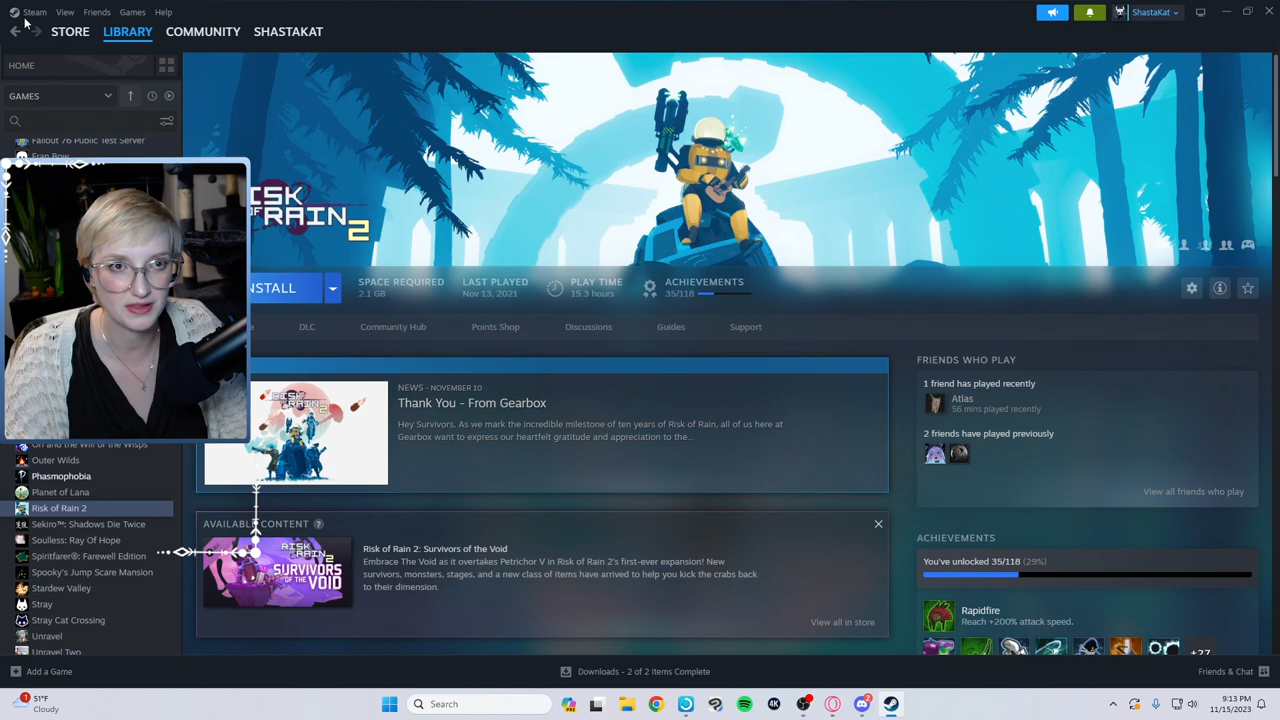 Steam View Friends Games Help
ShastaKat
STORE LIBRARY COMMUNITY SHASTAKAT
HOME
GAMES
Fallout 76 Public Test Server
Fran Bow
RISK OF RAIN 2
INSTALL
SPACE REQUIRED
2.1 GB
LAST PLAYED
Nov 13, 2021
PLAY TIME
15.3 hours
ACHIEVEMENTS
35/118
DLC Community Hub Points Shop Discussions Guides Support
NEWS - NOVEMBER 10
Thank You - From Gearbox
Hey Survivors, As we mark the incredible milestone of ten years of Risk of Rain, all of us here at
Gearbox want to express our heartfelt gratitude and appreciation to the...
RISK OF RAIN 2
FRIENDS WHO PLAY
1 friend has played recently
Atlas
56 mins played recently
2 friends have played previously
View all friends who play
Ori and the Will of the Wisps
Outer Wilds
Phasmophobia
Planet of Lana
Risk of Rain 2
Sekiro™: Shadows Die Twice
Soulless: Ray Of Hope
Spiritfarer®: Farewell Edition
Spooky's Jump Scare Mansion
Stardew Valley
Stray
Stray Cat Crossing
Unravel
Unravel Two
AVAILABLE CONTENT ?
RISK OF RAIN 2
SURVIVORS OF THE VOID
Risk of Rain 2: Survivors of the Void
Embrace The Void as it overtakes Petrichor V in Risk of Rain 2's first-ever expansion! New
survivors, monsters, stages, and a new class of items have arrived to help you kick the crabs back
to their dimension.
View all in store
ACHIEVEMENTS
You've unlocked 35/118 (29%)
Rapidfire
Reach +200% attack speed.
+27
Add a Game
Downloads - 2 of 2 Items Complete
Friends & Chat
1
51°F
Cloudy
Search
PRE
4K
2
9:13 PM
11/15/2023